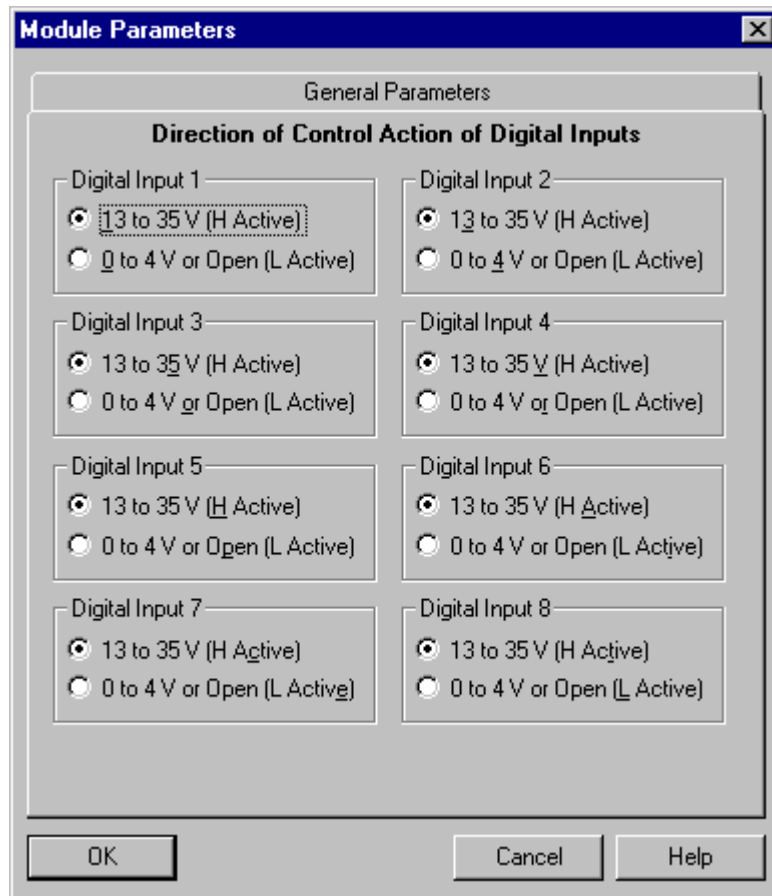 Module Parameters
General Parameters
Direction of Control Action of Digital Inputs
Digital Input 1
13 to 35 V (H Active)
0 to 4 V or Open (L Active)
Digital Input 2
13 to 35 V (H Active)
0 to 4 V or Open (L Active)
Digital Input 3
13 to 35 V (H Active)
0 to 4 V or Open (L Active)
Digital Input 4
13 to 35 V (H Active)
0 to 4 V or Open (L Active)
Digital Input 5
13 to 35 V (H Active)
0 to 4 V or Open (L Active)
Digital Input 6
13 to 35 V (H Active)
0 to 4 V or Open (L Active)
Digital Input 7
13 to 35 V (H Active)
0 to 4 V or Open (L Active)
Digital Input 8
13 to 35 V (H Active)
0 to 4 V or Open (L Active)
OK
Cancel
Help